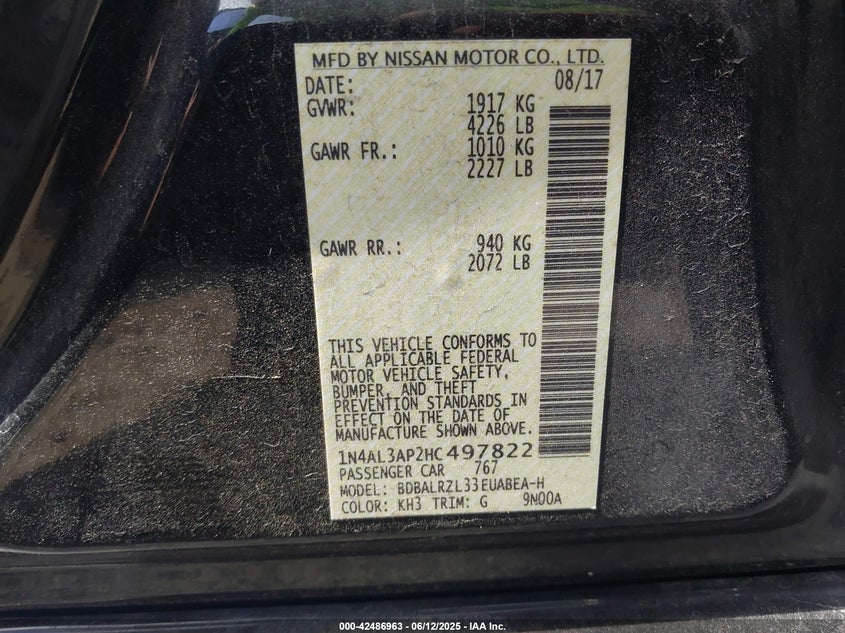 MFD BY NISSAN MOTOR CO., LTD.
DATE: 08/17
GVWR: 1917 KG
4226 LB
GAWR FR.: 1010 KG
2227 LB
GAWR RR.: 940 KG
2072 LB
THIS VEHICLE CONFORMS TO
ALL APPLICABLE FEDERAL
MOTOR VEHICLE SAFETY,
BUMPER, AND THEFT
PREVENTION STANDARDS IN
EFFECT ON THE DATE OF
MANUFACTURE SHOWN ABOVE.
1N4AL3AP2HC497822
PASSENGER CAR 767
MODEL: BDBALRZL33EUABEA-H
COLOR: KH3 TRIM: G 9N00A
000-42486963 - 06/12/2025 - IAA Inc.